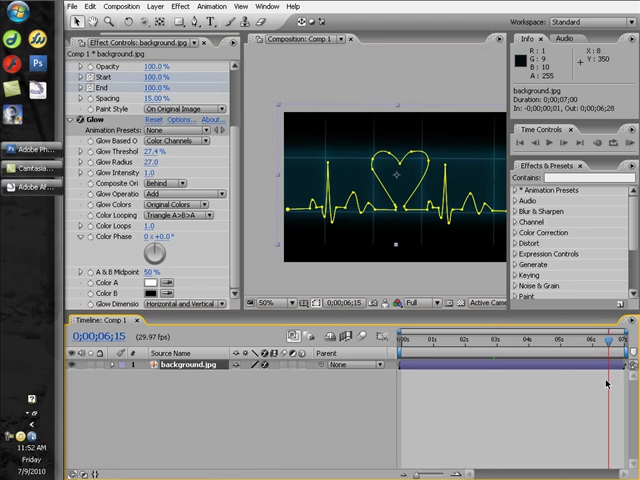 File Edit Composition Layer Effect Animation View Window Help
Workspace: Standard
Effect Controls: background.jpg
Comp 1 * background.jpg
Opacity 100.0 %
Start 100.0 %
End 100.0 %
Spacing 15.00 %
Paint Style On Original Image
Glow Reset Options... About...
Animation Presets: None
Glow Based O Color Channels
Glow Threshol 27.4 %
Glow Radius 27.0
Glow Intensity 1.0
Composite Ori Behind
Glow Operatio Add
Glow Colors Original Colors
Color Looping Triangle A>B>A
Color Loops 1.0
Color Phase 0 x+0.0°
A & B Midpoint 50 %
Color A
Color B
Glow Dimensio Horizontal and Vertical
Composition: Comp 1
50% 0;00;06;15 Full Active Came
Info Audio
R : 1
G : 9
B : 10
A : 255
X : 8
Y : 350
background.jpg
Duration: 0;00;07;00
In: -0;00;00;01, Out: 0;00;06;28
Time Controls
Effects & Presets
Contains:
* Animation Presets
Audio
Blur & Sharpen
Channel
Color Correction
Distort
Expression Controls
Generate
Keying
Noise & Grain
Paint
Adobe Ph...
Camtasia...
Adobe Af...
Timeline: Comp 1
0;00;06;15 (29.97 fps)
# Source Name Parent
00s 01s 02s 03s 04s 05s 06s 07s
1 background.jpg None
11:52 AM
Friday
7/9/2010